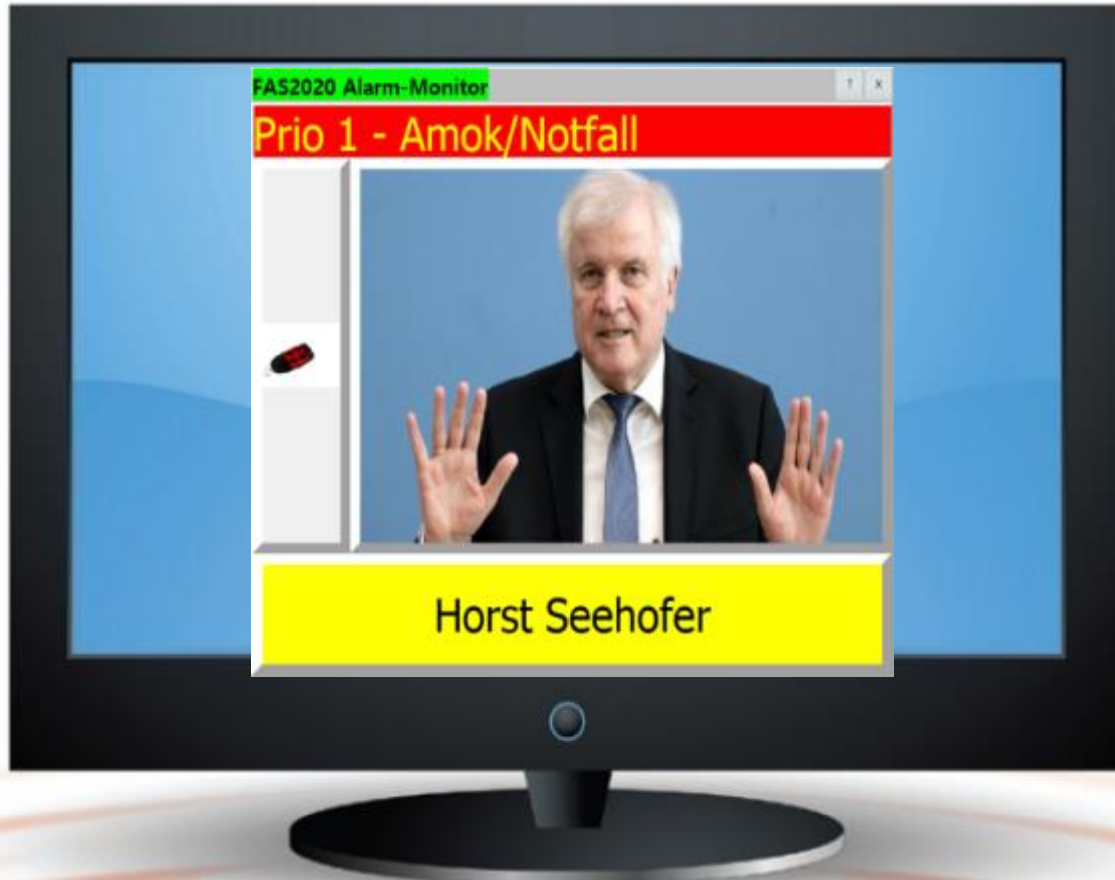 FAS2020 Alarm-Monitor
? X
Prio 1 - Amok/Notfall
Horst Seehofer